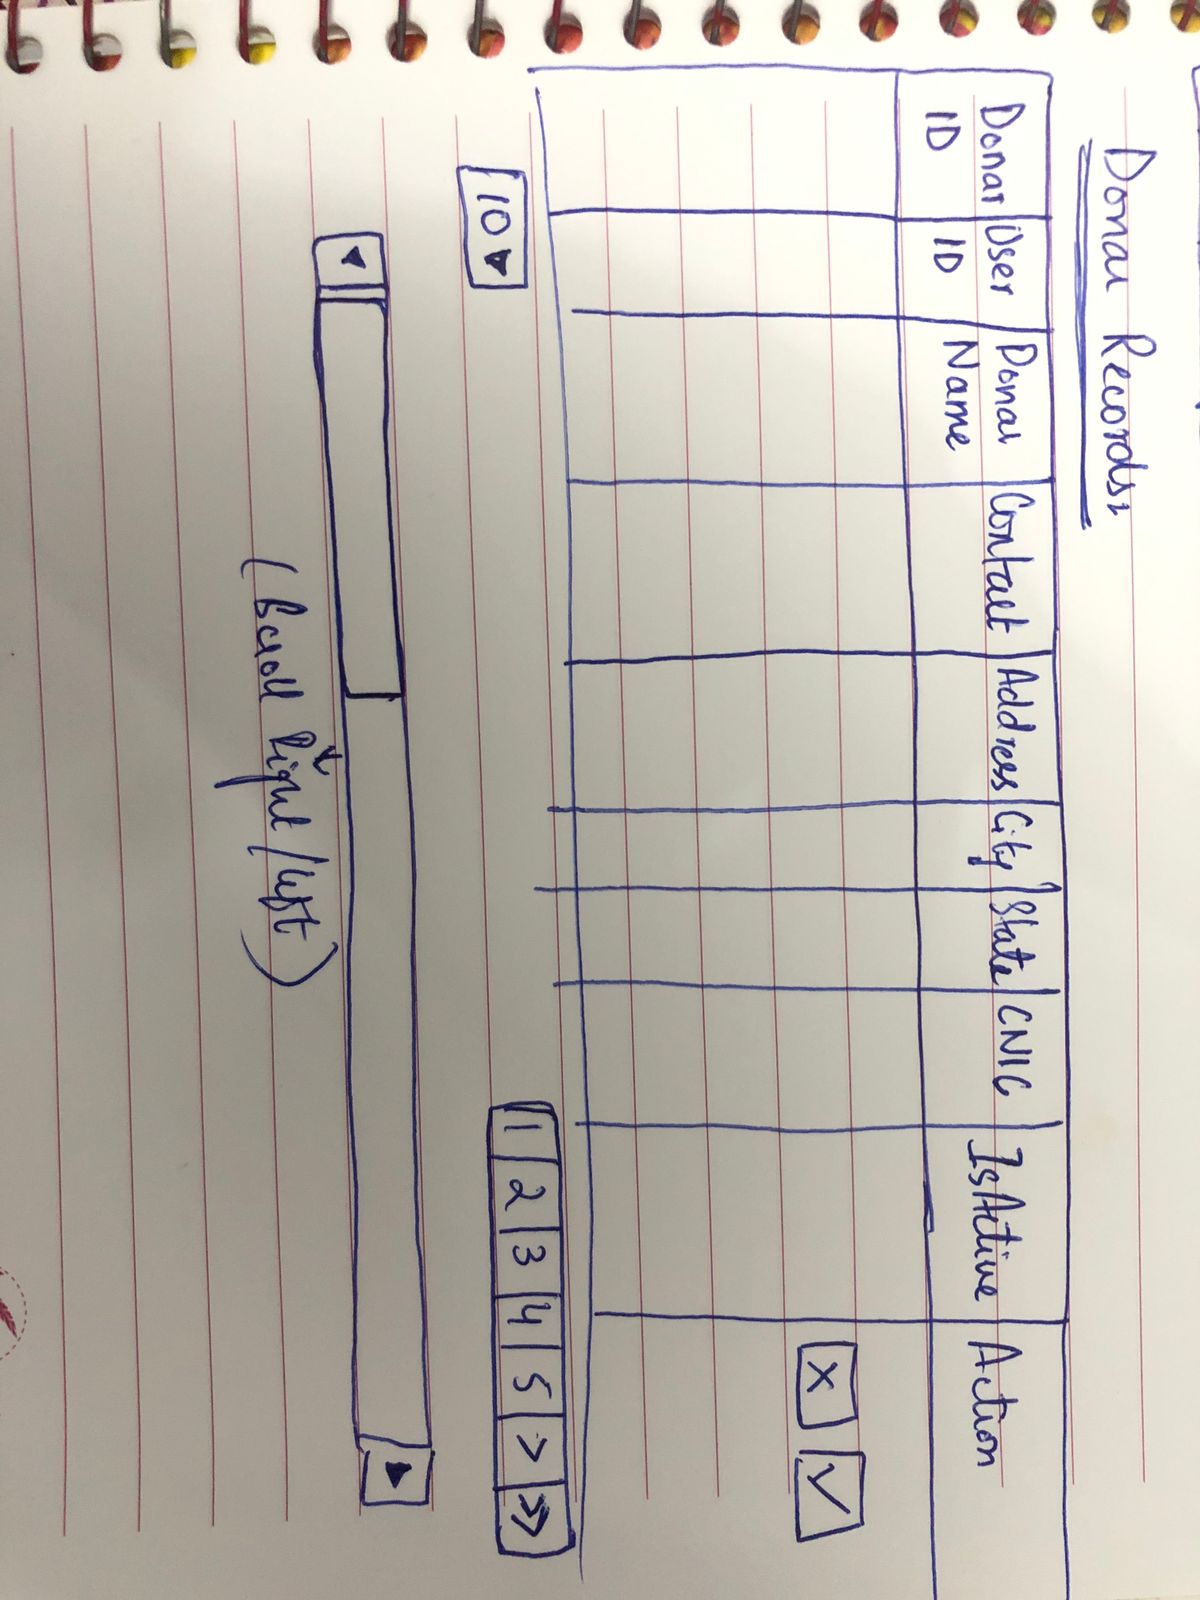 Donar Records:
Donar ID
User ID
Donar Name
Contact
Address
City
State
CNIC
IsActive
Action
x ✓
10 ▾
1 2 3 4 5 > >>
◀ ▶
(Scroll Right/left)